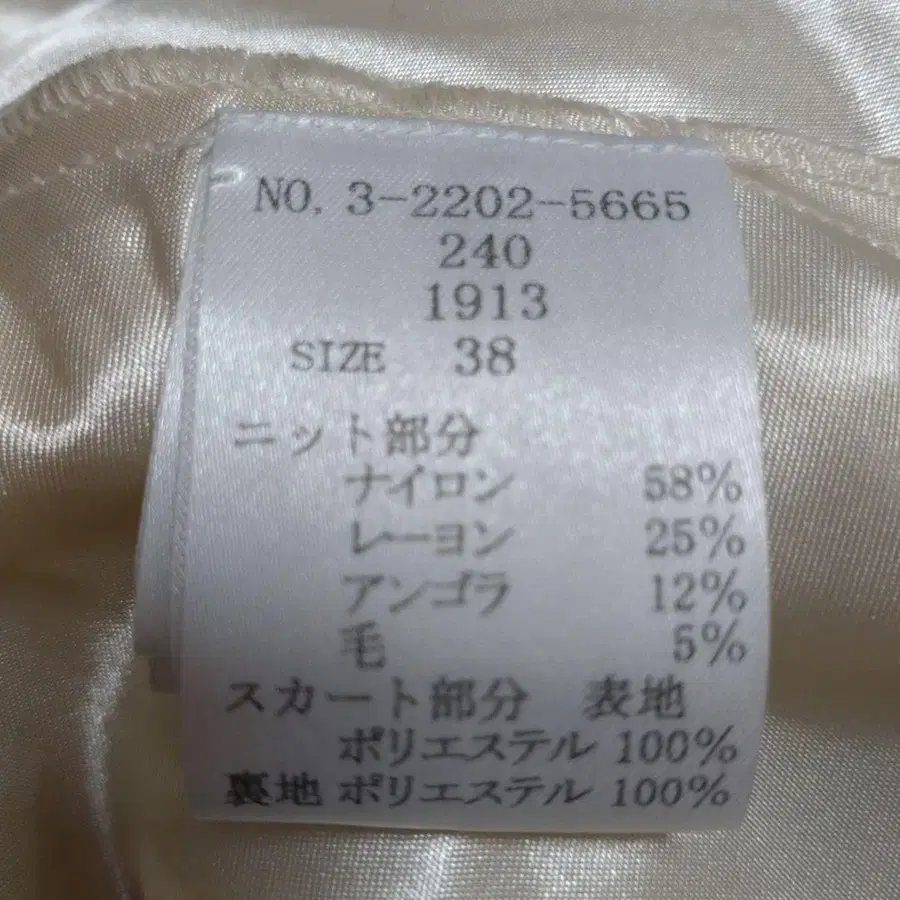 NO. 3-2202-5665
240
1913
SIZE 38
ニット部分
ナイロン 58%
レーヨン 25%
アンゴラ 12%
毛 5%
スカート部分 表地
ポリエステル 100%
裏地 ポリエステル 100%